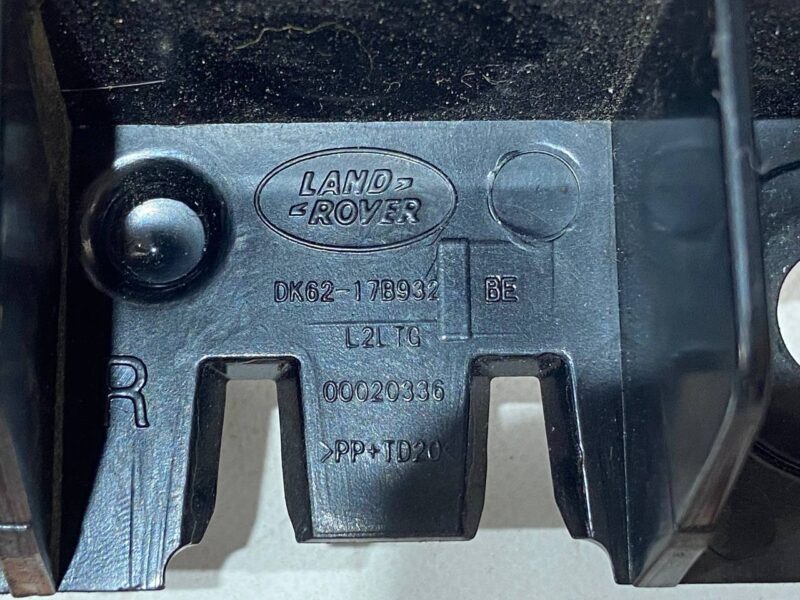 LAND
ROVER
DK62-17B932 BE
L2LTG
00020336
R
>PP+TD20<